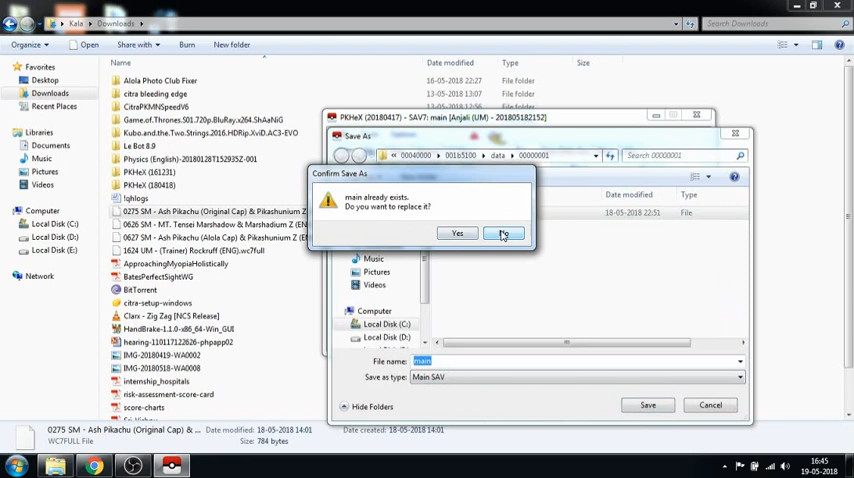 Kala ▸ Downloads ▸
Search Downloads
Organize Open Share with Burn New folder
Name Date modified Type Size
Favorites
Desktop
Downloads
Recent Places
Libraries
Documents
Music
Pictures
Videos
Computer
Local Disk (C:)
Local Disk (D:)
Local Disk (E:)
Network
Alola Photo Club Fixer 16-05-2018 22:27 File folder
citra bleeding edge 13-05-2018 14:36 File folder
CitraPKMNSpeedV6
Game.of.Thrones.S01.720p.BluRay.x264.ShAaNiG
Kubo.and.the.Two.Strings.2016.HDRip.XviD.AC3-EVO
Le Bot 8.9
Physics (English)-20180128T152935Z-001
PKHeX (161231)
PKHeX (180418)
!qhlogs
0275 SM - Ash Pikachu (Original Cap) & Pikashunium Z
0626 SM - MT. Tensei Marshadow & Marshadium Z (EN
0627 SM - Ash Pikachu (Alola Cap) & Pikashunium Z (E
1624 UM - (Trainer) Rockruff (ENG).wc7full
ApproachingMyopiaHolistically
BatesPerfectSightWG
BitTorrent
citra-setup-windows
Clarx - Zig Zag [NCS Release]
HandBrake-1.1.0-x86_64-Win_GUI
hearing-110117122626-phpapp02
IMG-20180419-WA0002
IMG-20180518-WA0008
internship_hospitals
risk-assessment-score-card
score-charts
PKHeX (20180417) - SAV7: main [Anjali (UM) - 201805182152]
Save As
« 00040000 ▸ 001b5100 ▸ data ▸ 00000001 ▸
Search 00000001
Date modified Type
18-05-2018 22:51 File
Confirm Save As
main already exists.
Do you want to replace it?
Yes
Music
Pictures
Videos
Computer
Local Disk (C:)
Local Disk (D:)
File name: main
Save as type: Main SAV
Hide Folders
Save Cancel
0275 SM - Ash Pikachu (Original Cap) & ... Date modified: 18-05-2018 14:01 Date created: 18-05-2018 14:01
WC7FULL File Size: 784 bytes
16:45
19-05-2018